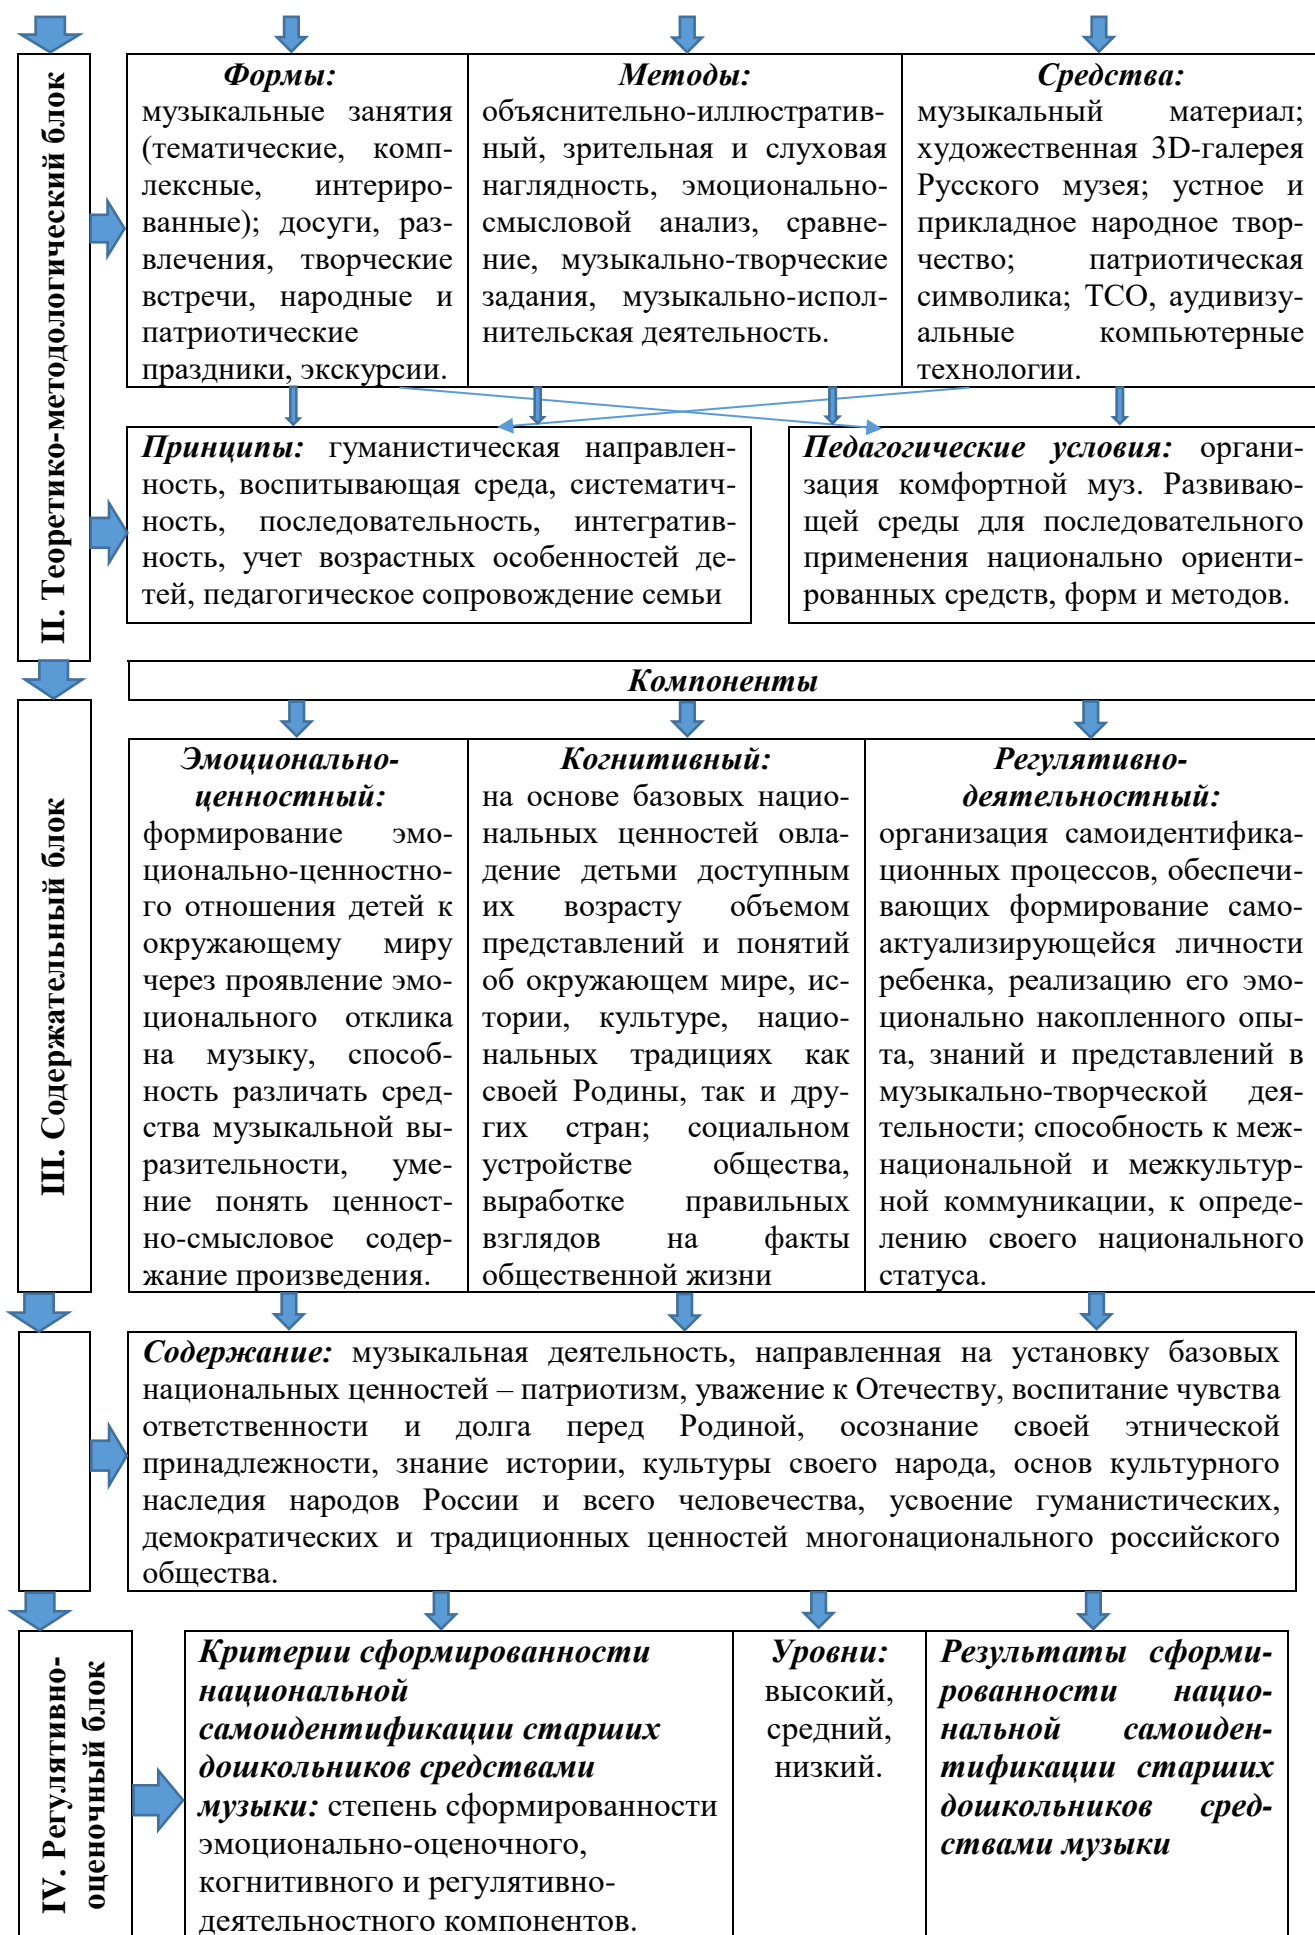 II. Теоретико-методологический блок
Формы:
музыкальные занятия
(тематические, комп-
лексные, интериро-
ванные); досуги, раз-
влечения, творческие
встречи, народные и
патриотические
праздники, экскурсии.
Методы:
объяснительно-иллюстратив-
ный, зрительная и слуховая
наглядность, эмоционально-
смысловой анализ, сравне-
ние, музыкально-творческие
задания, музыкально-испол-
нительская деятельность.
Средства:
музыкальный материал;
художественная 3D-галерея
Русского музея; устное и
прикладное народное твор-
чество; патриотическая
символика; ТСО, аудивизу-
альные компьютерные
технологии.
Принципы: гуманистическая направлен-
ность, воспитывающая среда, систематич-
ность, последовательность, интегратив-
ность, учет возрастных особенностей де-
тей, педагогическое сопровождение семьи
Педагогические условия: органи-
зация комфортной муз. Развиваю-
щей среды для последовательного
применения национально ориенти-
рованных средств, форм и методов.
III. Содержательный блок
Компоненты
Эмоционально-
ценностный:
формирование эмо-
ционально-ценностно-
го отношения детей к
окружающему миру
через проявление эмо-
ционального отклика
на музыку, способ-
ность различать сред-
ства музыкальной вы-
разительности, уме-
ние понять ценност-
но-смысловое содер-
жание произведения.
Когнитивный:
на основе базовых нацио-
нальных ценностей овла-
дение детьми доступным
их возрасту объемом
представлений и понятий
об окружающем мире, ис-
тории, культуре, нацио-
нальных традициях как
своей Родины, так и дру-
гих стран; социальном
устройстве общества,
выработке правильных
взглядов на факты
общественной жизни
Регулятивно-
деятельностный:
организация самоидентифика-
ционных процессов, обеспечи-
вающих формирование само-
актуализирующейся личности
ребенка, реализацию его эмо-
ционально накопленного опы-
та, знаний и представлений в
музыкально-творческой дея-
тельности; способность к меж-
национальной и межкультур-
ной коммуникации, к опреде-
лению своего национального
статуса.
Содержание: музыкальная деятельность, направленная на установку базовых
национальных ценностей – патриотизм, уважение к Отечеству, воспитание чувства
ответственности и долга перед Родиной, осознание своей этнической
принадлежности, знание истории, культуры своего народа, основ культурного
наследия народов России и всего человечества, усвоение гуманистических,
демократических и традиционных ценностей многонационального российского
общества.
IV. Регулятивно-
оценочный блок
Критерии сформированности
национальной
самоидентификации старших
дошкольников средствами
музыки: степень сформированности
эмоционально-оценочного,
когнитивного и регулятивно-
деятельностного компонентов.
Уровни:
высокий,
средний,
низкий.
Результаты сформи-
рованности нацио-
нальной самоиден-
тификации старших
дошкольников сред-
ствами музыки